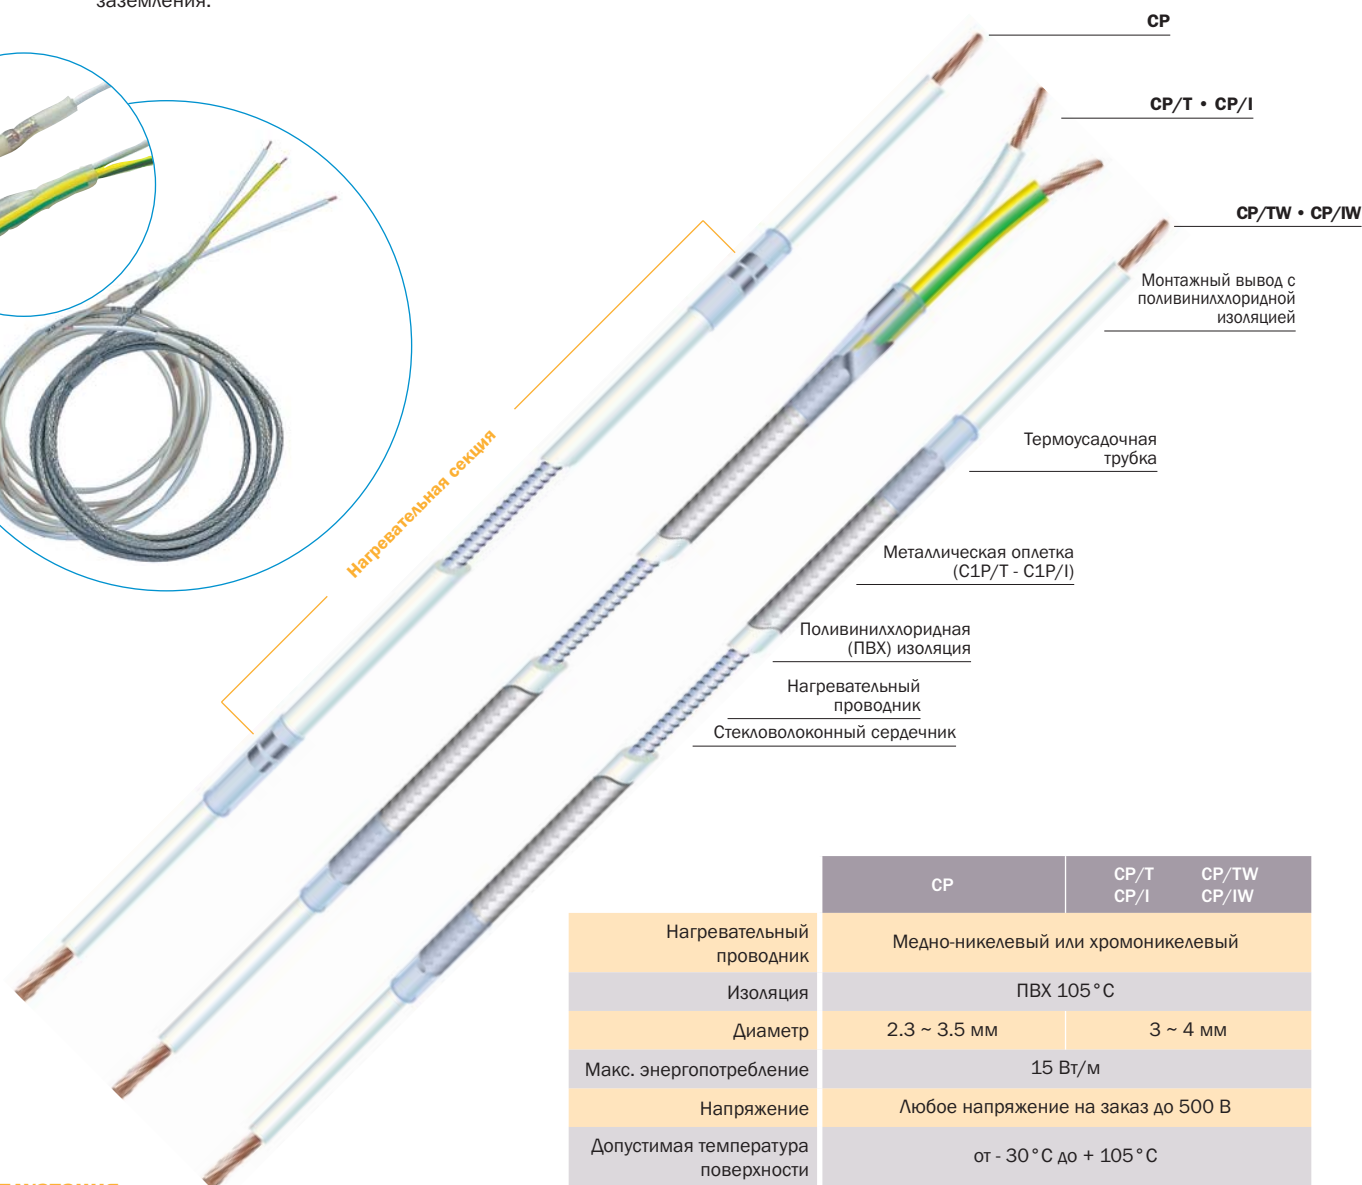 заземления.
CP
CP/T • CP/I
CP/TW • CP/IW
Монтажный вывод с
поливинилхлоридной
изоляцией
Термоусадочная
трубка
Металлическая оплетка
(C1P/T - C1P/I)
Поливинилхлоридная
(ПВХ) изоляция
Нагревательный
проводник
Стекловолоконный сердечник
Нагревательная секция
CP
CP/T CP/TW
CP/I CP/IW
Нагревательный
проводник
Медно-никелевый или хромоникелевый
Изоляция
ПВХ 105°C
Диаметр
2.3 ~ 3.5 мм
3 ~ 4 мм
Макс. энергопотребление
15 Вт/м
Напряжение
Любое напряжение на заказ до 500 В
Допустимая температура
поверхности
от - 30°C до + 105°C